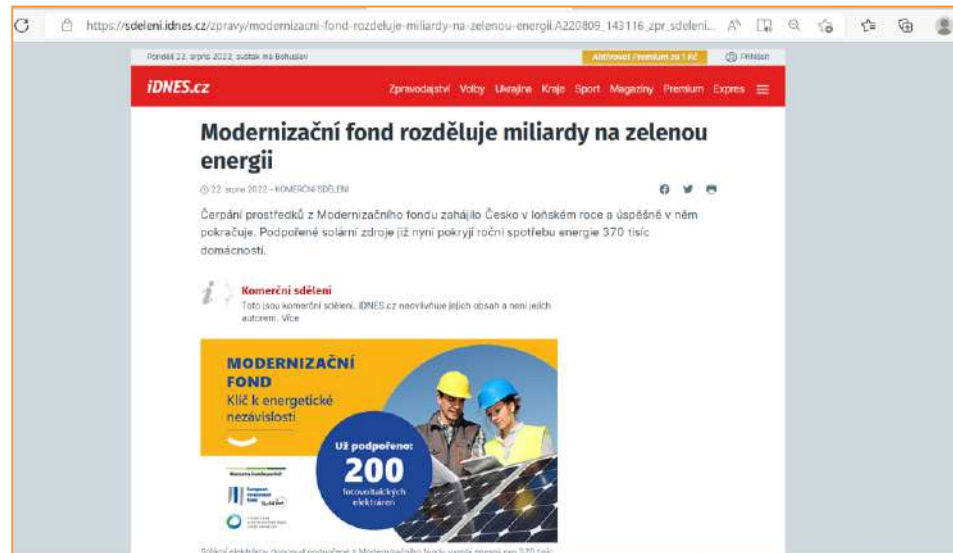 https://sdeleni.idnes.cz/zpravy/modernizacni-fond-rozdeluje-miliardy-na-zelenou-energii.A220809_143116_zpr_sdeleni...
Pondělí 22. srpna 2022, svátek má Bohuslav
Aktivovat Premium za 1 Kč
Přihlásit
iDNES.cz
Zpravodajství Volby Ukrajina Kraje Sport Magazíny Premium Expres
Modernizační fond rozděluje miliardy na zelenou
energii
22. srpna 2022 – KOMERČNÍ SDĚLENÍ
Čerpání prostředků z Modernizačního fondu zahájilo Česko v loňském roce a úspěšně v něm
pokračuje. Podpořené solární zdroje již nyní pokryjí roční spotřebu energie 370 tisíc
domácností.
i
Komerční sdělení
Toto jsou komerční sdělení. iDNES.cz neovlivňuje jejich obsah a není jejich
autorem. Více
MODERNIZAČNÍ
FOND
Klíč k energetické
nezávislosti
Už podpořeno:
200
fotovoltaických
elektráren